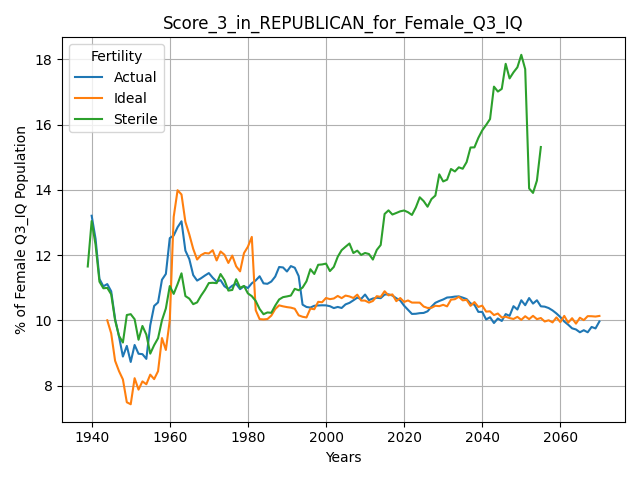 Score_3_in_REPUBLICAN_for_Female_Q3_IQ
Fertility
Actual
Ideal
Sterile
% of Female Q3_IQ Population
18
16
14
12
10
8
1940
1960
1980
2000
2020
2040
2060
Years